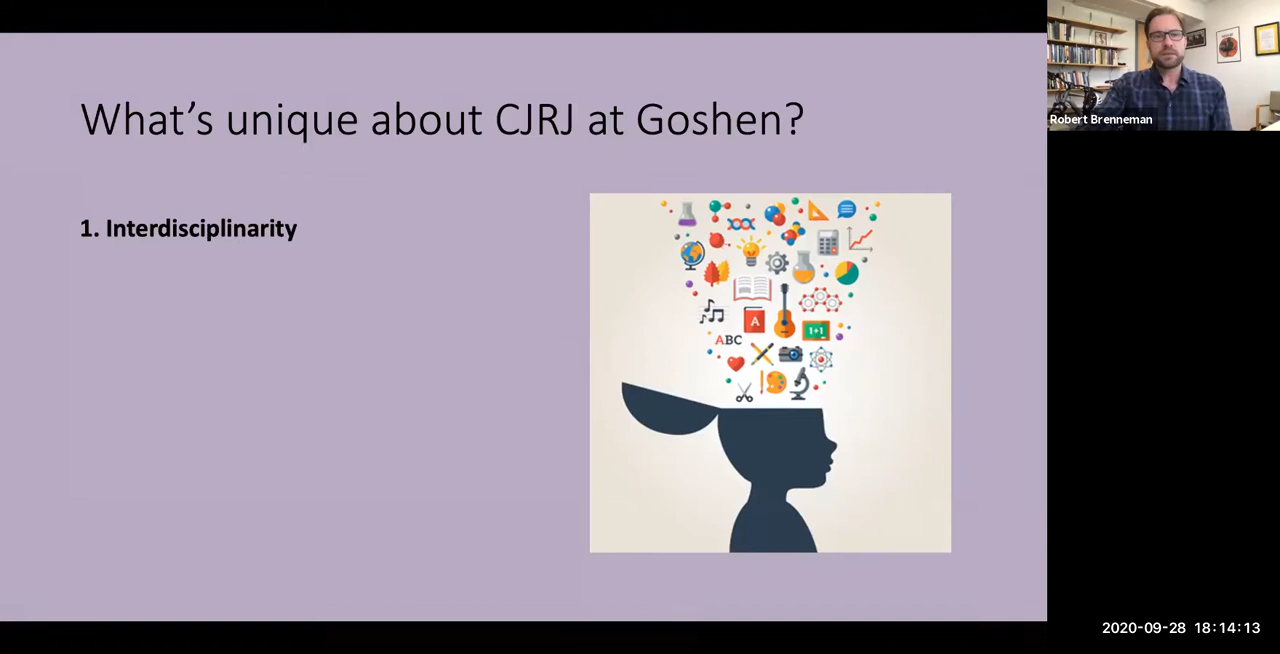 What's unique about CJRJ at Goshen?
Robert Brenneman
1. Interdisciplinarity
A
1+1
ABC
2020-09-28 18:14:13